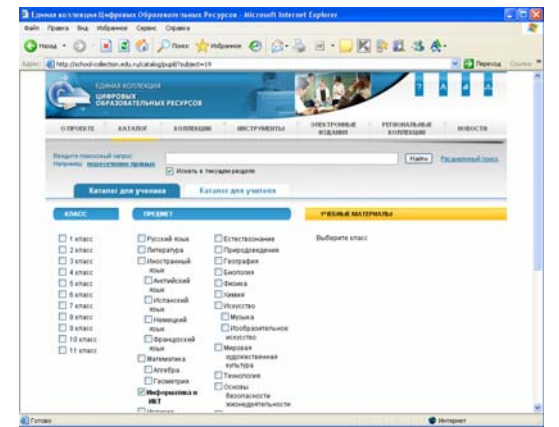 Единая коллекция Цифровых Образовательных Ресурсов - Microsoft Internet Explorer
Файл Правка Вид Избранное Сервис Справка
Назад Поиск Избранное
Адрес: http://school-collection.edu.ru/catalog/pupil/?subject=19 Переход Ссылки
ЕДИНАЯ КОЛЛЕКЦИЯ
ЦИФРОВЫХ
ОБРАЗОВАТЕЛЬНЫХ РЕСУРСОВ
О ПРОЕКТЕ КАТАЛОГ КОЛЛЕКЦИИ ИНСТРУМЕНТЫ ЭЛЕКТРОННЫЕ ИЗДАНИЯ РЕГИОНАЛЬНЫЕ КОЛЛЕКЦИИ НОВОСТИ
Введите поисковый запрос:
Например: пересечение прямых
Найти Расширенный поиск
Искать в текущем разделе
Каталог для ученика Каталог для учителя
КЛАСС ПРЕДМЕТ УЧЕБНЫЕ МАТЕРИАЛЫ
1 класс
2 класс
3 класс
4 класс
5 класс
6 класс
7 класс
8 класс
9 класс
10 класс
11 класс
Русский язык
Литература
Иностранный
язык
Английский
язык
Испанский
язык
Немецкий
язык
Французский
язык
Математика
Алгебра
Геометрия
Информатика и
ИКТ
История
Естествознание
Природоведение
География
Биология
Физика
Химия
Искусство
Музыка
Изобразительное
искусство
Мировая
художественная
культура
Технология
Основы
безопасности
жизнедеятельности
Выберите класс
Готово Интернет